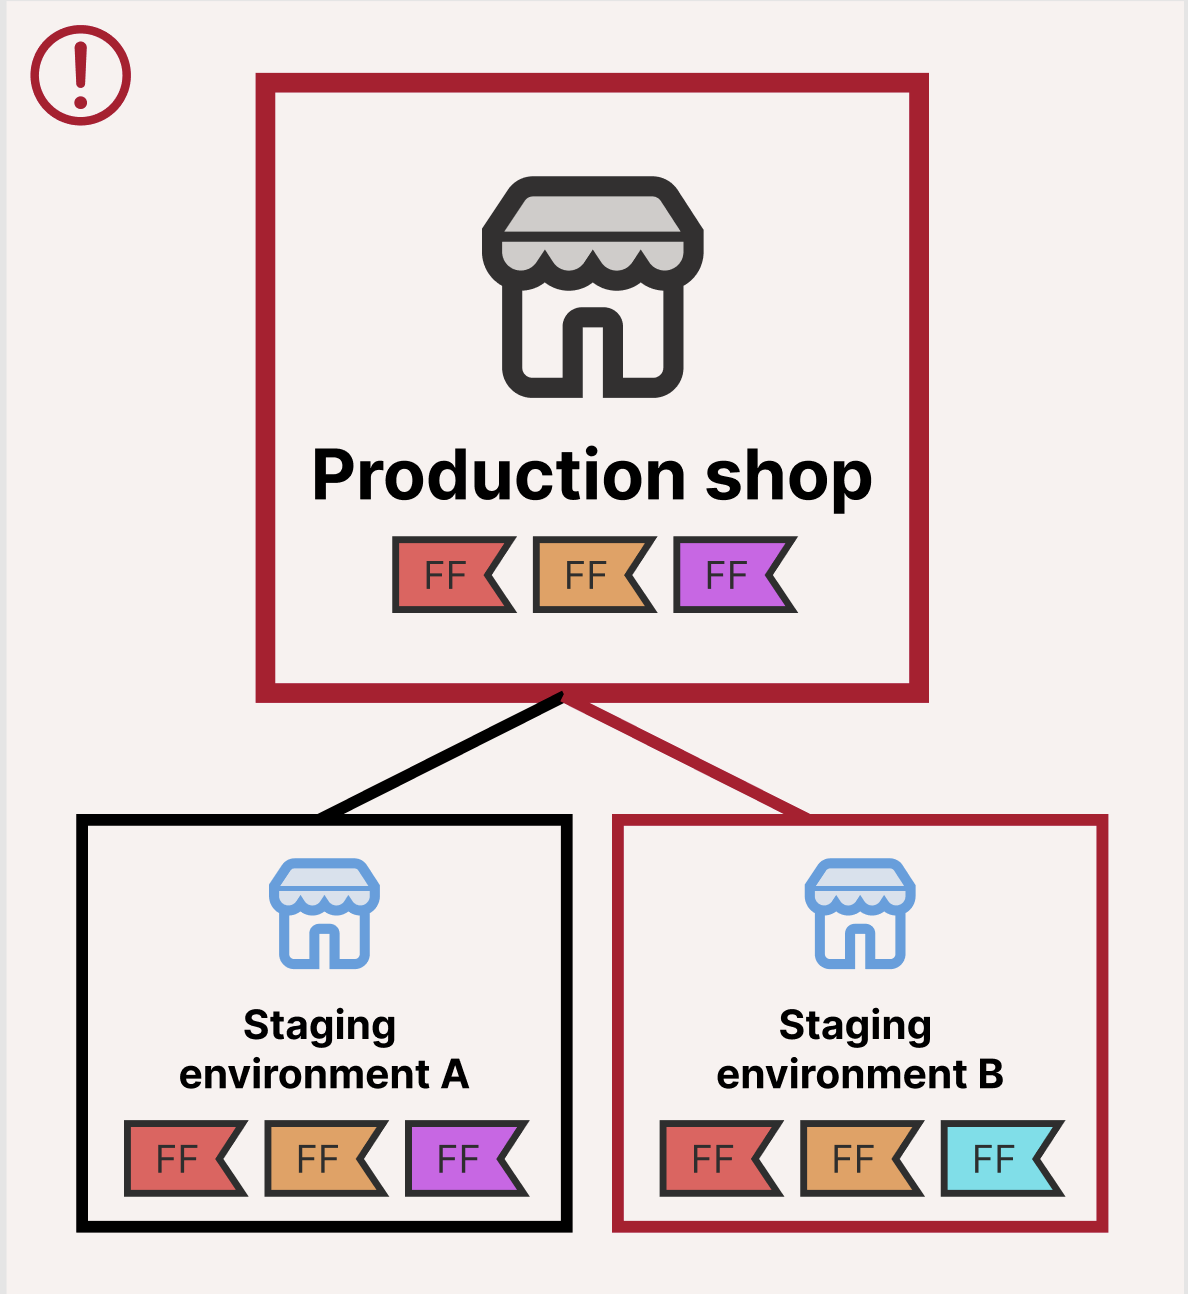 Production shop
FF FF FF
Staging
environment A
FF FF FF
Staging
environment B
FF FF FF